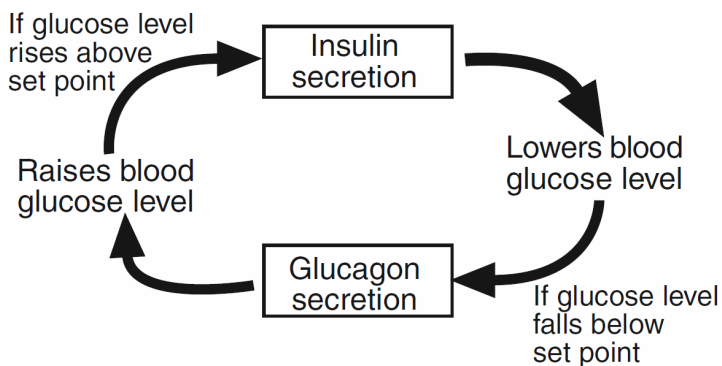 If glucose level
rises above
set point
Insulin
secretion
Lowers blood
glucose level
If glucose level
falls below
set point
Glucagon
secretion
Raises blood
glucose level